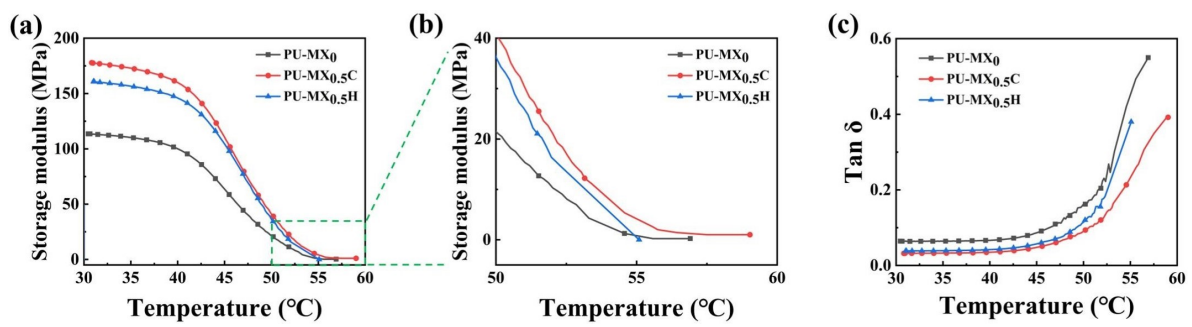 (a)
Storage modulus (MPa)
200
150
100
50
0
PU-MX0
PU-MX0.5C
PU-MX0.5H
30 35 40 45 50 55 60
Temperature (℃)
(b)
Storage modulus (MPa)
40
20
0
PU-MX0
PU-MX0.5C
PU-MX0.5H
50 55 60
Temperature (℃)
(c)
Tan δ
0.6
0.4
0.2
0.0
PU-MX0
PU-MX0.5C
PU-MX0.5H
30 35 40 45 50 55 60
Temperature (℃)